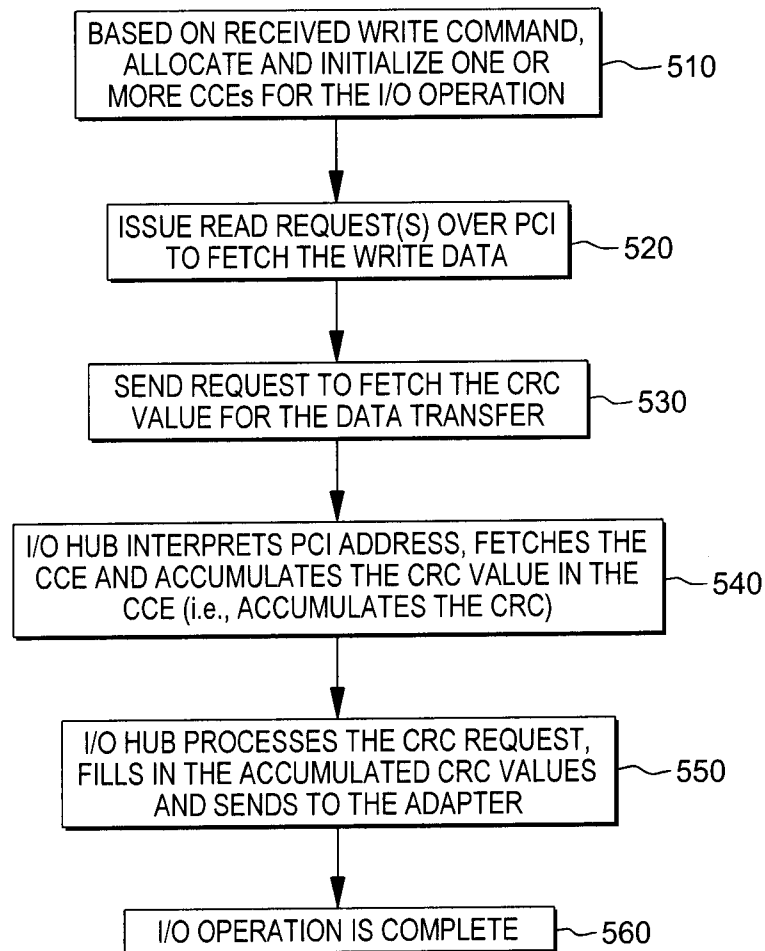 BASED ON RECEIVED WRITE COMMAND,
ALLOCATE AND INITIALIZE ONE OR
MORE CCEs FOR THE I/O OPERATION
510
ISSUE READ REQUEST(S) OVER PCI
TO FETCH THE WRITE DATA
520
SEND REQUEST TO FETCH THE CRC
VALUE FOR THE DATA TRANSFER
530
I/O HUB INTERPRETS PCI ADDRESS, FETCHES THE
CCE AND ACCUMULATES THE CRC VALUE IN THE
CCE (i.e., ACCUMULATES THE CRC)
540
I/O HUB PROCESSES THE CRC REQUEST,
FILLS IN THE ACCUMULATED CRC VALUES
AND SENDS TO THE ADAPTER
550
I/O OPERATION IS COMPLETE
560